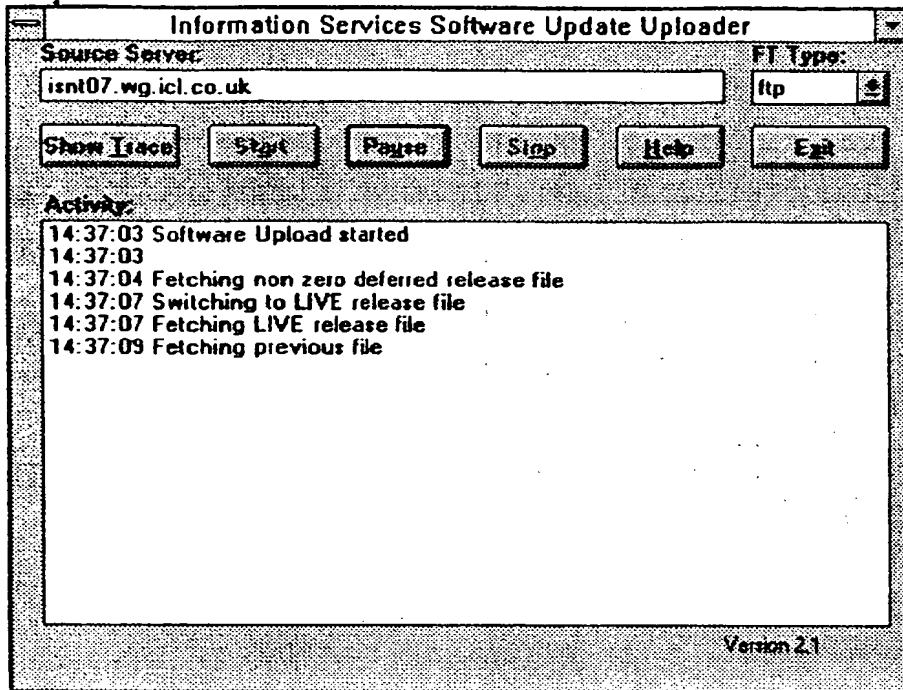 Information Services Software Update Uploader
Source Server: FT Type:
isnt07.wg.icl.co.uk ftp
Show Trace Start Pause Stop Help Exit
Activity:
14:37:03 Software Upload started
14:37:03
14:37:04 Fetching non zero deferred release file
14:37:07 Switching to LIVE release file
14:37:07 Fetching LIVE release file
14:37:09 Fetching previous file
Version 2.1